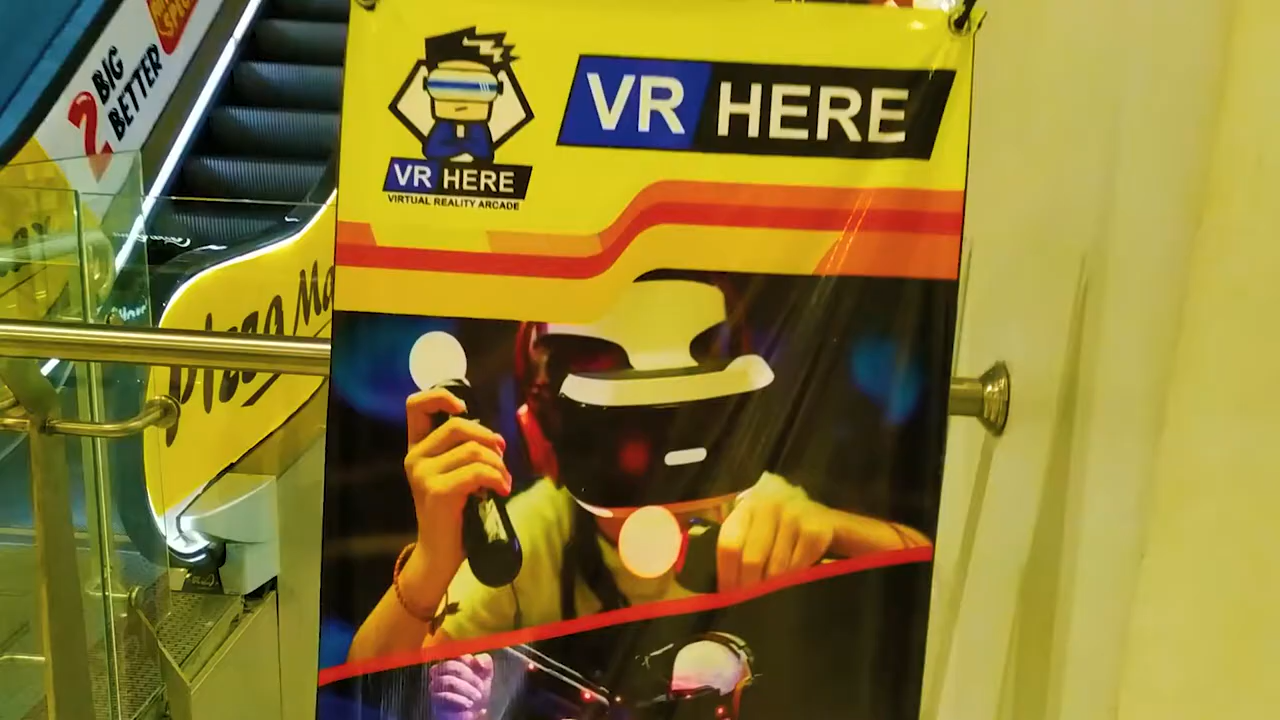 2 BIG
BETTER
VR HERE
VR HERE
VIRTUAL REALITY ARCADE